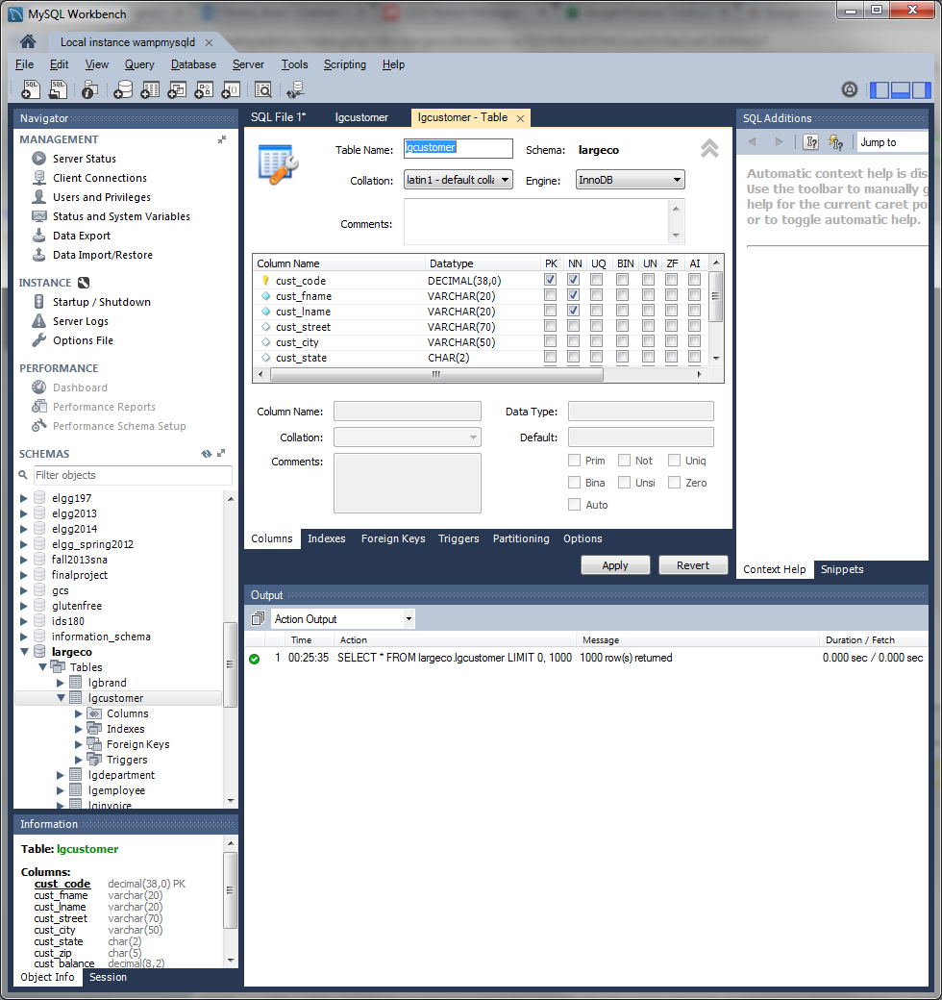 MySQL Workbench
Local instance wampmysqld
File Edit View Query Database Server Tools Scripting Help
Navigator
MANAGEMENT
Server Status
Client Connections
Users and Privileges
Status and System Variables
Data Export
Data Import/Restore
INSTANCE
Startup / Shutdown
Server Logs
Options File
PERFORMANCE
Dashboard
Performance Reports
Performance Schema Setup
SCHEMAS
Filter objects
elgg197
elgg2013
elgg2014
elgg_spring2012
fall2013sna
finalproject
gcs
glutenfree
ids180
information_schema
largeco
Tables
lgbrand
lgcustomer
Columns
Indexes
Foreign Keys
Triggers
lgdepartment
lgemployee
lginvoice
Information
Table: lgcustomer
Columns:
cust_code decimal(38,0) PK
cust_fname varchar(20)
cust_lname varchar(20)
cust_street varchar(70)
cust_city varchar(50)
cust_state char(2)
cust_zip char(5)
cust_balance decimal(8,2)
Object Info Session
SQL File 1* lgcustomer lgcustomer - Table
Table Name: lgcustomer Schema: largeco
Collation: latin1 - default colla Engine: InnoDB
Comments:
Column Name Datatype PK NN UQ BIN UN ZF AI
cust_code DECIMAL(38,0)
cust_fname VARCHAR(20)
cust_lname VARCHAR(20)
cust_street VARCHAR(70)
cust_city VARCHAR(50)
cust_state CHAR(2)
Column Name: Data Type:
Collation: Default:
Comments: Prim Not Uniq
Bina Unsi Zero
Auto
Columns Indexes Foreign Keys Triggers Partitioning Options
Apply Revert
SQL Additions
Jump to
Automatic context help is dis
Use the toolbar to manually g
help for the current caret po
or to toggle automatic help.
Context Help Snippets
Output
Action Output
Time Action Message Duration / Fetch
1 00:25:35 SELECT * FROM largeco.lgcustomer LIMIT 0, 1000 1000 row(s) returned 0.000 sec / 0.000 sec